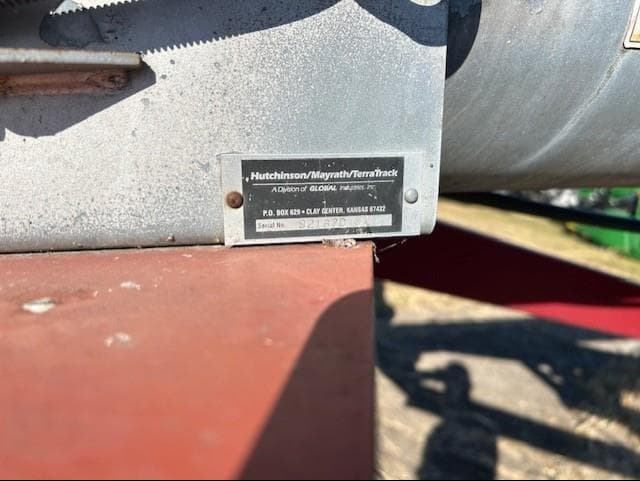 Hutchinson/Mayrath/TerraTrack
A Division of GLOBAL Industries, Inc.
P.O. BOX 629 • CLAY CENTER, KANSAS 67432
Serial No.